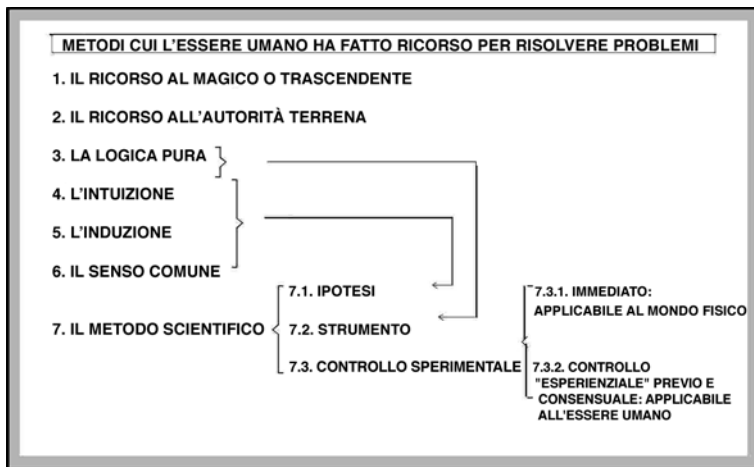 METODI CUI L'ESSERE UMANO HA FATTO RICORSO PER RISOLVERE PROBLEMI
1. IL RICORSO AL MAGICO O TRASCENDENTE
2. IL RICORSO ALL'AUTORITÀ TERRENA
3. LA LOGICA PURA
4. L'INTUIZIONE
5. L'INDUZIONE
6. IL SENSO COMUNE
7. IL METODO SCIENTIFICO
7.1. IPOTESI
7.2. STRUMENTO
7.3. CONTROLLO SPERIMENTALE
7.3.1. IMMEDIATO:
APPLICABILE AL MONDO FISICO
7.3.2. CONTROLLO
"ESPERIENZIALE" PREVIO E
CONSENSUALE: APPLICABILE
ALL'ESSERE UMANO